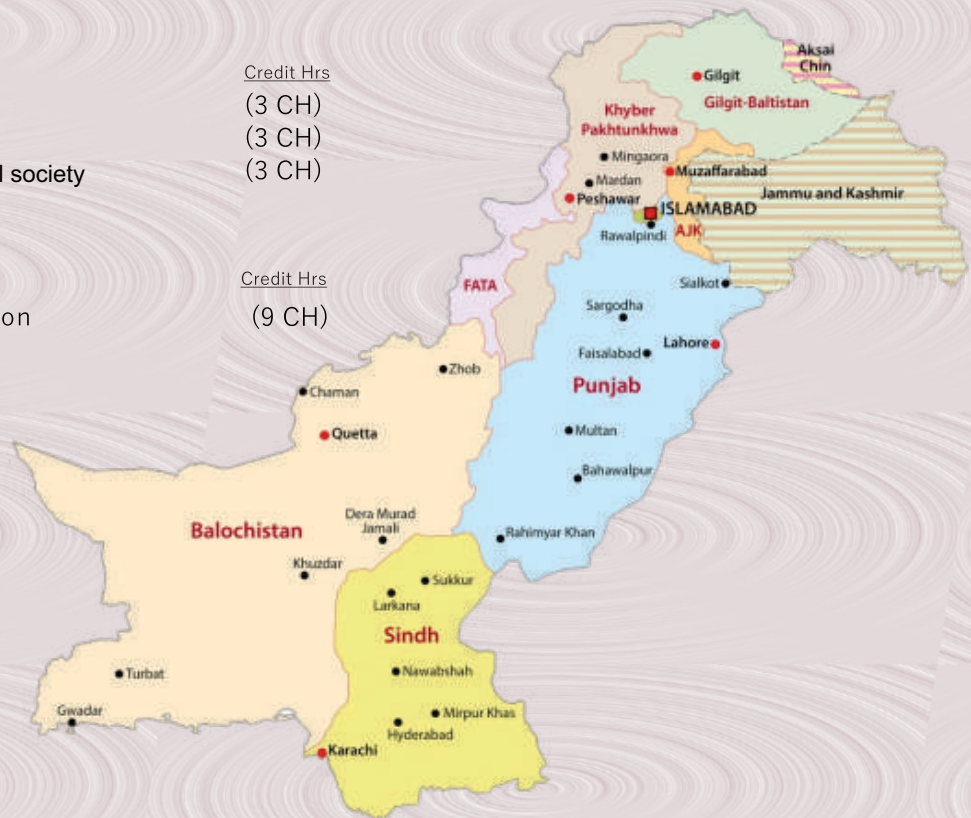 Credit Hrs
(3 CH)
(3 CH)
(3 CH)
l society
Credit Hrs
on
(9 CH)
Aksai
Chin
Gilgit
Gilgit-Baltistan
Khyber
Pakhtunkhwa
Mingaora
Muzaffarabad
Mardan
Jammu and Kashmir
Peshawar
ISLAMABAD
AJK
Rawalpindi
Sialkot
FATA
Sargodha
Lahore
Faisalabad
Zhob
Punjab
Chaman
Multan
Quetta
Bahawalpur
Dera Murad
Jamali
Balochistan
Rahimyar Khan
Khuzdar
Sukkur
Larkana
Sindh
Turbat
Nawabshah
Gwadar
Mirpur Khas
Hyderabad
Karachi